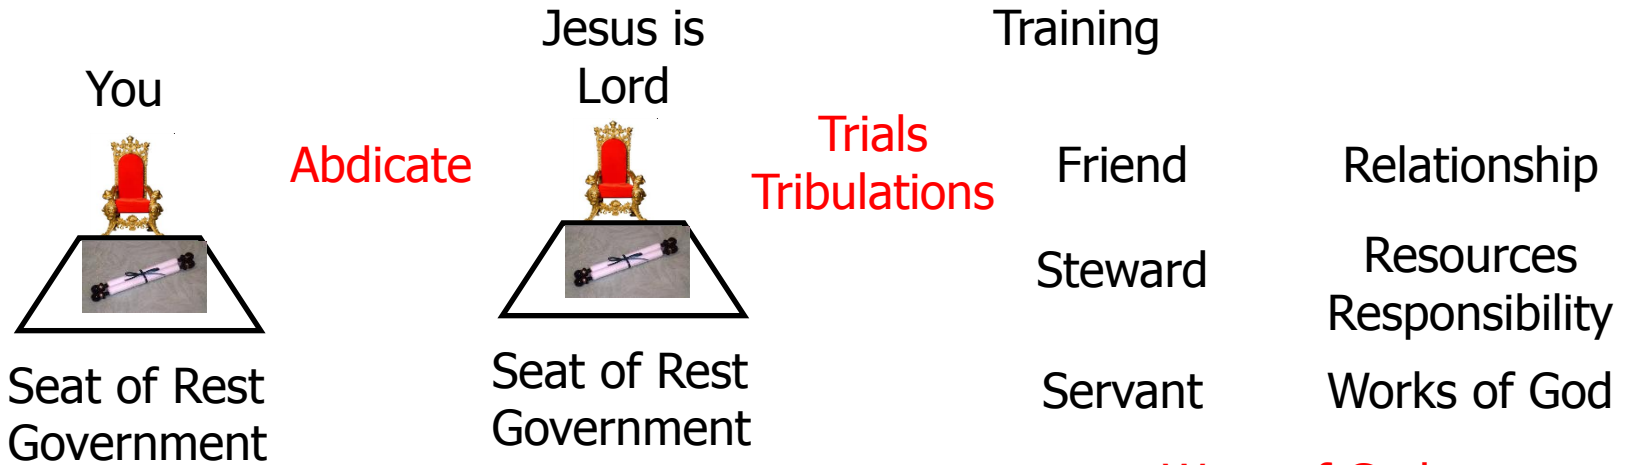 You
Seat of Rest
Government
Abdicate
Jesus is
Lord
Seat of Rest
Government
Trials
Tribulations
Training
Friend
Relationship
Steward
Resources
Responsibility
Servant
Works of God